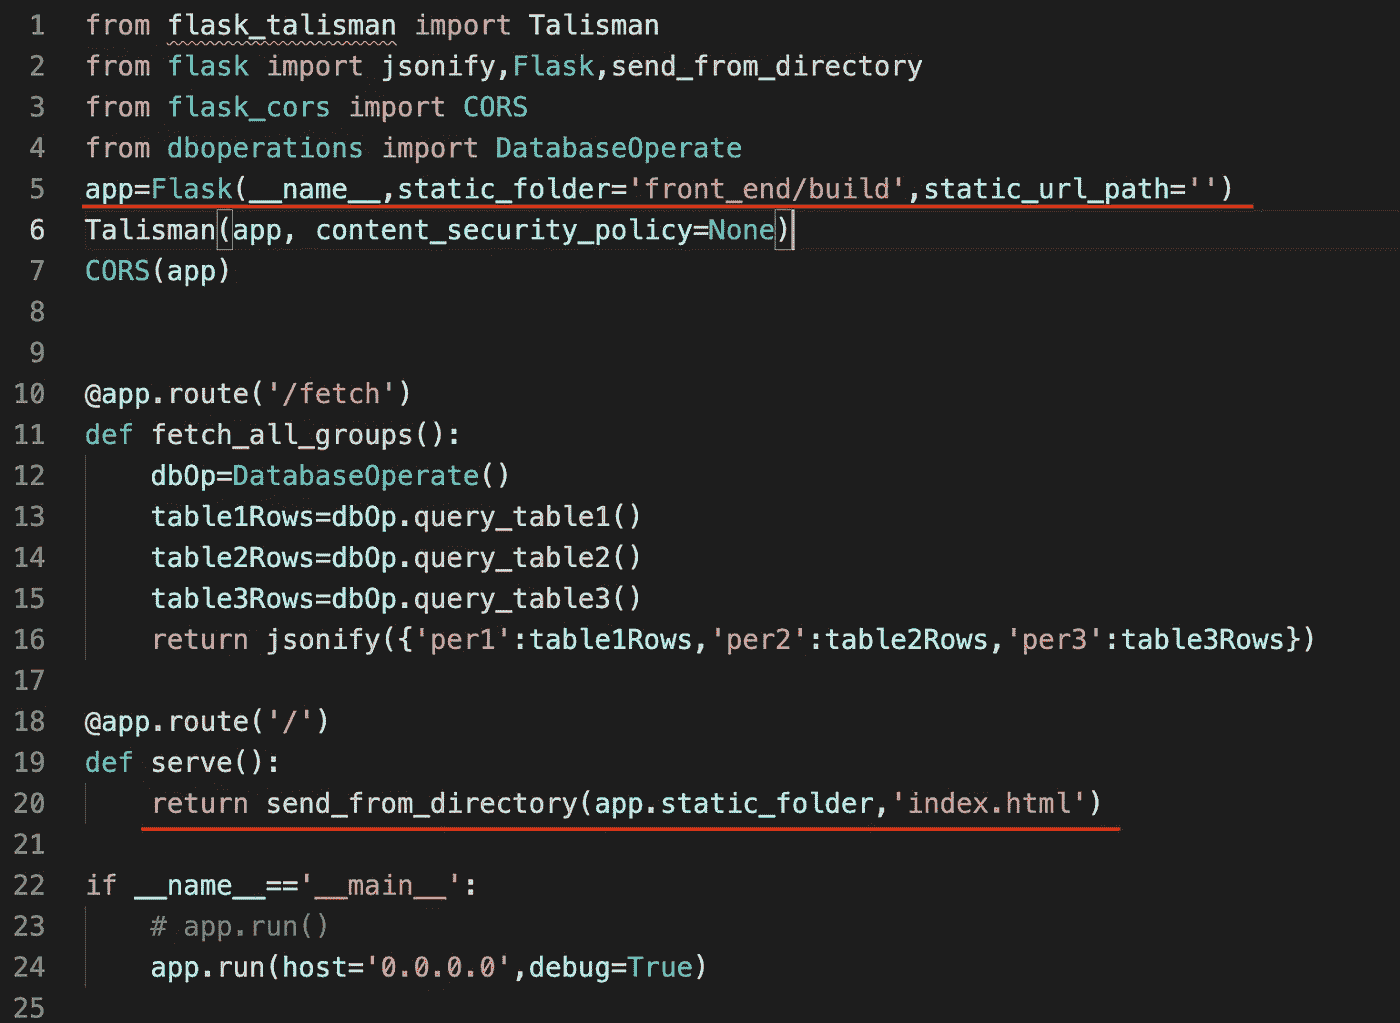 1 from flask_talisman import Talisman
2 from flask import jsonify,Flask,send_from_directory
3 from flask_cors import CORS
4 from dboperations import DatabaseOperate
5 app=Flask(__name__,static_folder='front_end/build',static_url_path='')
6 Talisman(app, content_security_policy=None)
7 CORS(app)
8
9
10 @app.route('/fetch')
11 def fetch_all_groups():
12     dbOp=DatabaseOperate()
13     table1Rows=dbOp.query_table1()
14     table2Rows=dbOp.query_table2()
15     table3Rows=dbOp.query_table3()
16     return jsonify({'per1':table1Rows,'per2':table2Rows,'per3':table3Rows})
17
18 @app.route('/')
19 def serve():
20     return send_from_directory(app.static_folder,'index.html')
21
22 if __name__=='__main__':
23     # app.run()
24     app.run(host='0.0.0.0',debug=True)
25